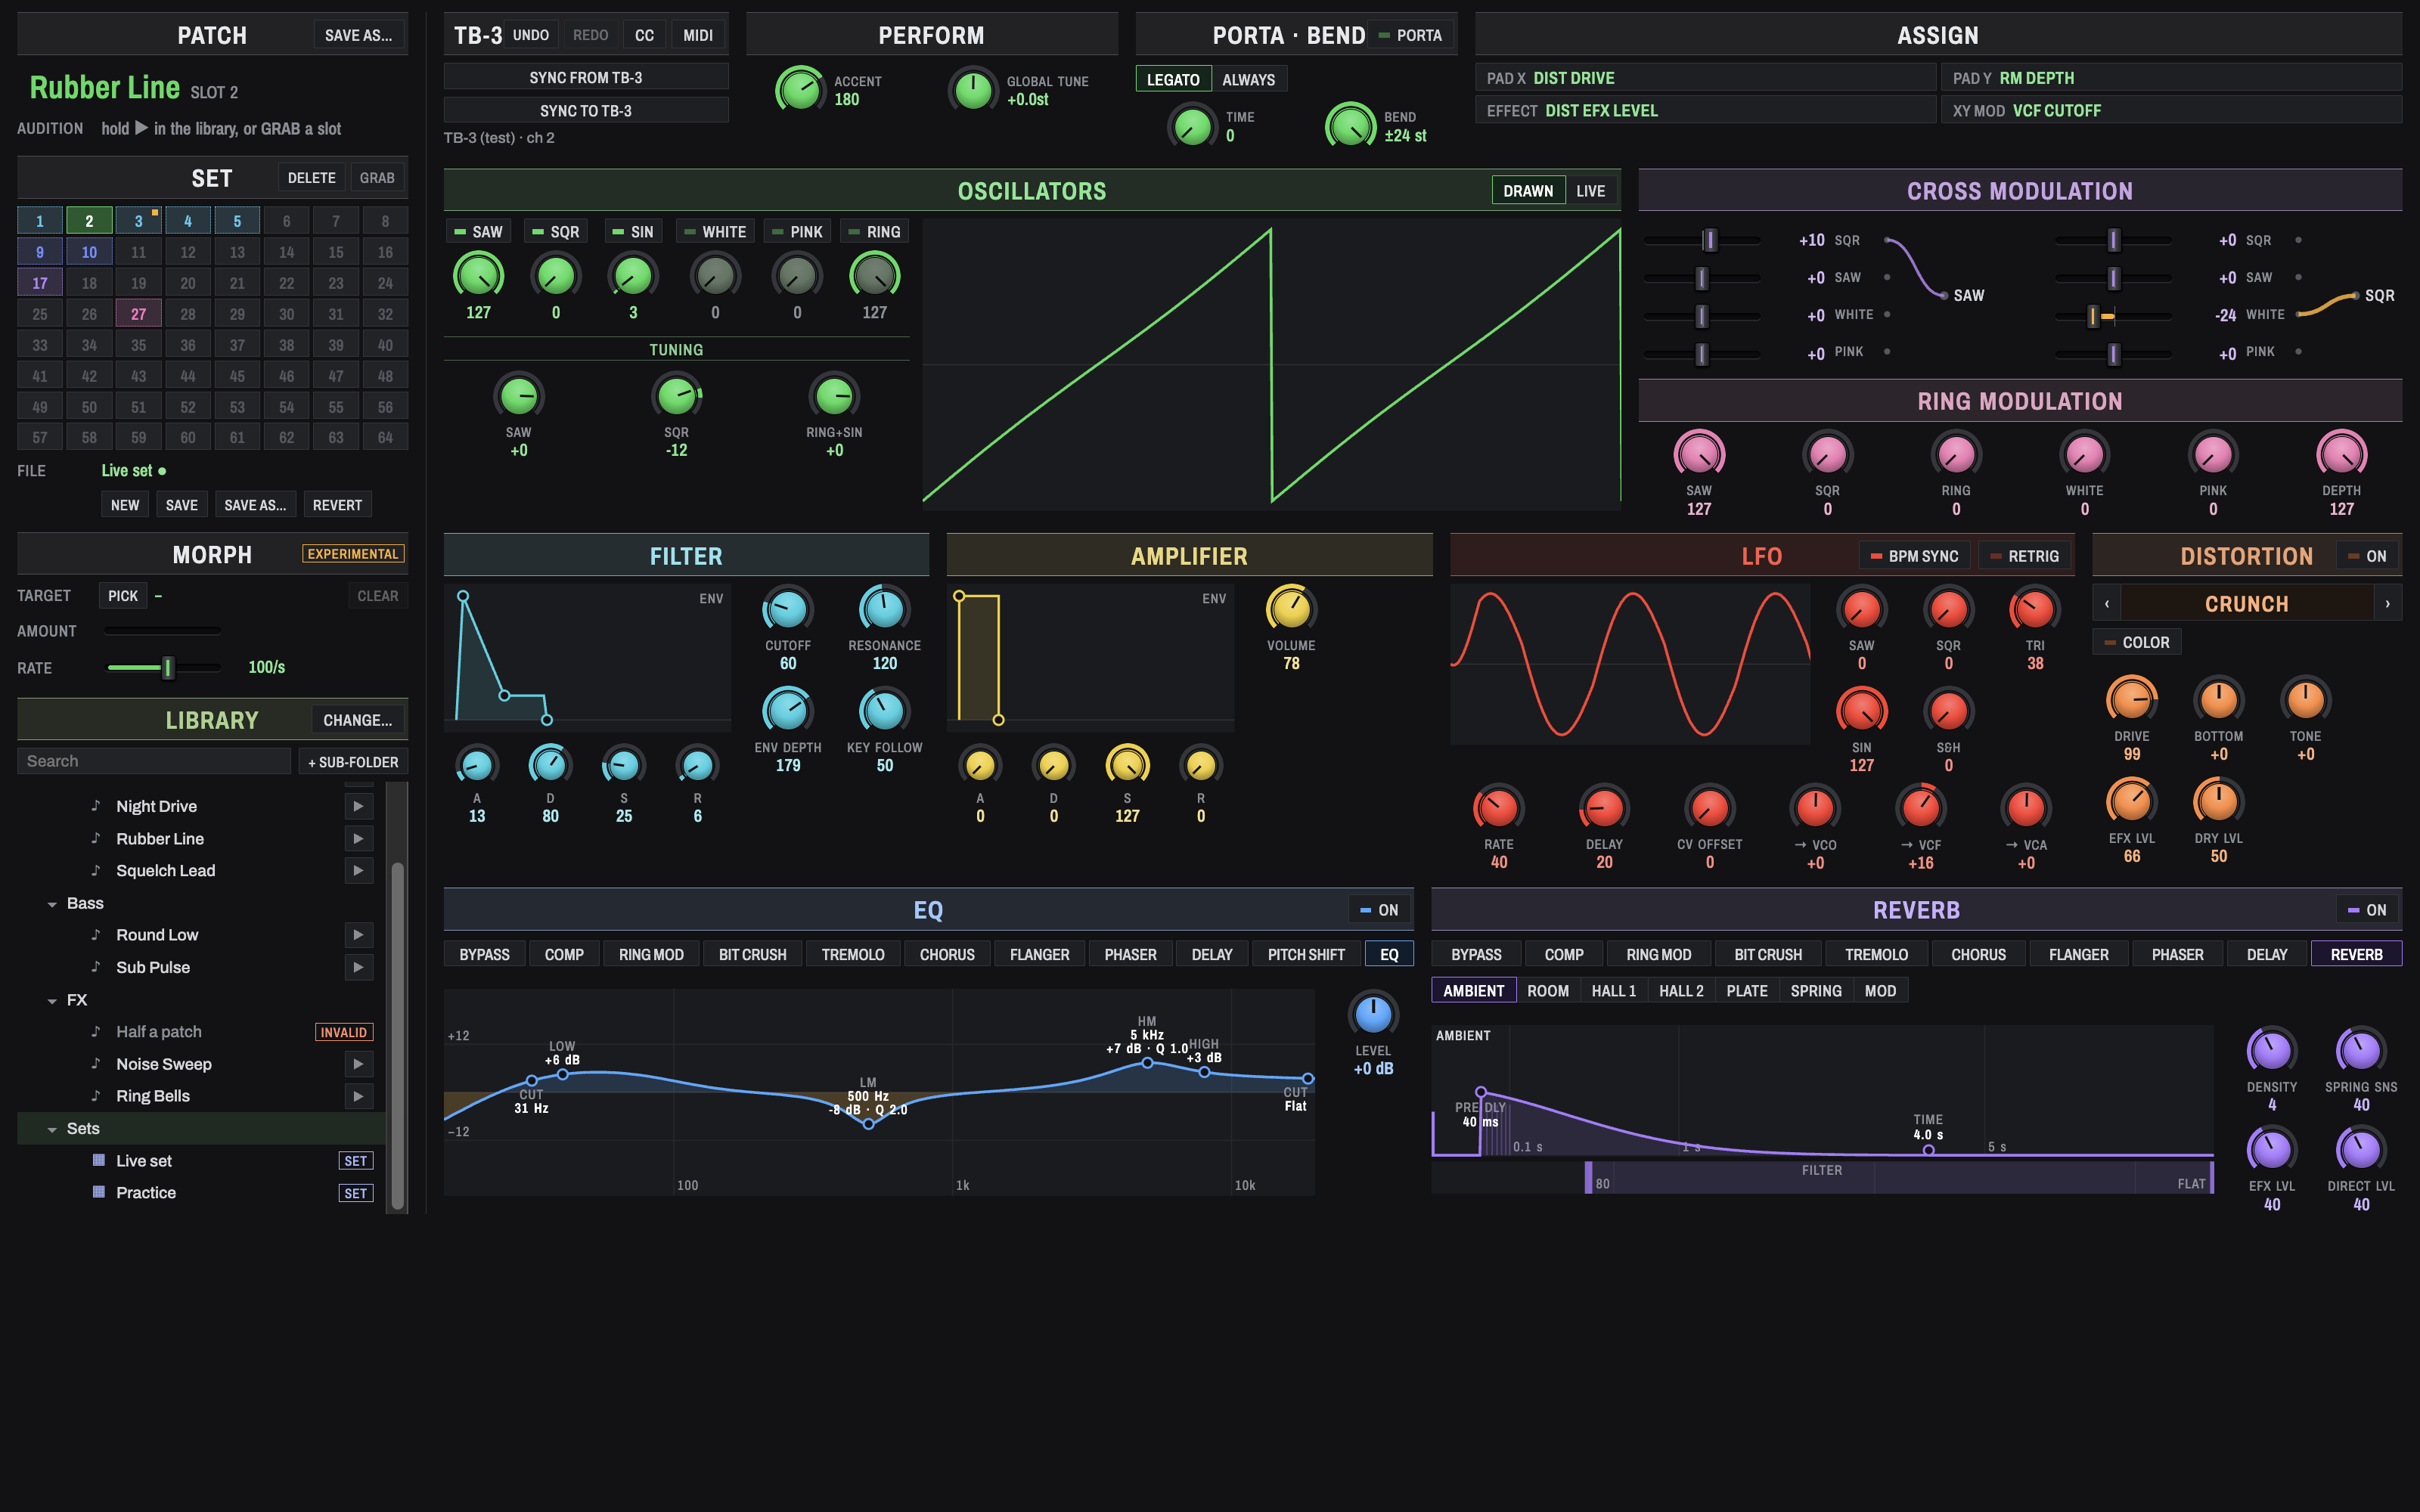 PATCH SAVE AS...
Rubber Line SLOT 2
AUDITION hold ▶ in the library, or GRAB a slot
SET DELETE GRAB
1 2 3 4 5 6 7 8
9 10 11 12 13 14 15 16
17 18 19 20 21 22 23 24
25 26 27 28 29 30 31 32
33 34 35 36 37 38 39 40
41 42 43 44 45 46 47 48
49 50 51 52 53 54 55 56
57 58 59 60 61 62 63 64
FILE Live set
NEW SAVE SAVE AS... REVERT
MORPH EXPERIMENTAL
TARGET PICK – CLEAR
AMOUNT
RATE 100/s
LIBRARY CHANGE...
Search + SUB-FOLDER
Night Drive
Rubber Line
Squelch Lead
Bass
Round Low
Sub Pulse
FX
Half a patch INVALID
Noise Sweep
Ring Bells
Sets
Live set SET
Practice SET
TB-3 UNDO REDO CC MIDI
SYNC FROM TB-3
SYNC TO TB-3
TB-3 (test) · ch 2
PERFORM
ACCENT
180
GLOBAL TUNE
+0.0st
PORTA · BEND PORTA
LEGATO ALWAYS
TIME
0
BEND
±24 st
ASSIGN
PAD X DIST DRIVE
PAD Y RM DEPTH
EFFECT DIST EFX LEVEL
XY MOD VCF CUTOFF
OSCILLATORS DRAWN LIVE
SAW SQR SIN WHITE PINK RING
127 0 3 0 0 127
TUNING
SAW SQR RING+SIN
+0 -12 +0
CROSS MODULATION
+10 SQR
+0 SAW
+0 WHITE
+0 PINK
SAW
+0 SQR
+0 SAW
-24 WHITE
+0 PINK
SQR
RING MODULATION
SAW SQR RING WHITE PINK DEPTH
127 0 0 0 0 127
FILTER
ENV
CUTOFF RESONANCE
60 120
ENV DEPTH KEY FOLLOW
179 50
A D S R
13 80 25 6
AMPLIFIER
ENV
VOLUME
78
A D S R
0 0 127 0
LFO BPM SYNC RETRIG
SAW SQR TRI
0 0 38
SIN S&H
127 0
RATE DELAY CV OFFSET → VCO → VCF → VCA
40 20 0 +0 +16 +0
DISTORTION ON
‹ CRUNCH ›
COLOR
DRIVE BOTTOM TONE
99 +0 +0
EFX LVL DRY LVL
66 50
EQ ON
BYPASS COMP RING MOD BIT CRUSH TREMOLO CHORUS FLANGER PHASER DELAY PITCH SHIFT EQ
+12
-12
LOW
+6 dB
CUT
31 Hz
LM
500 Hz
-8 dB · Q 2.0
HM
5 kHz
+7 dB · Q 1.0
HIGH
+3 dB
CUT
Flat
100 1k 10k
LEVEL
+0 dB
REVERB ON
BYPASS COMP RING MOD BIT CRUSH TREMOLO CHORUS FLANGER PHASER DELAY REVERB
AMBIENT ROOM HALL 1 HALL 2 PLATE SPRING MOD
AMBIENT
PRE DLY
40 ms
TIME
4.0 s
0.1 s 1 s 5 s
FILTER
80 FLAT
DENSITY SPRING SNS
4 40
EFX LVL DIRECT LVL
40 40